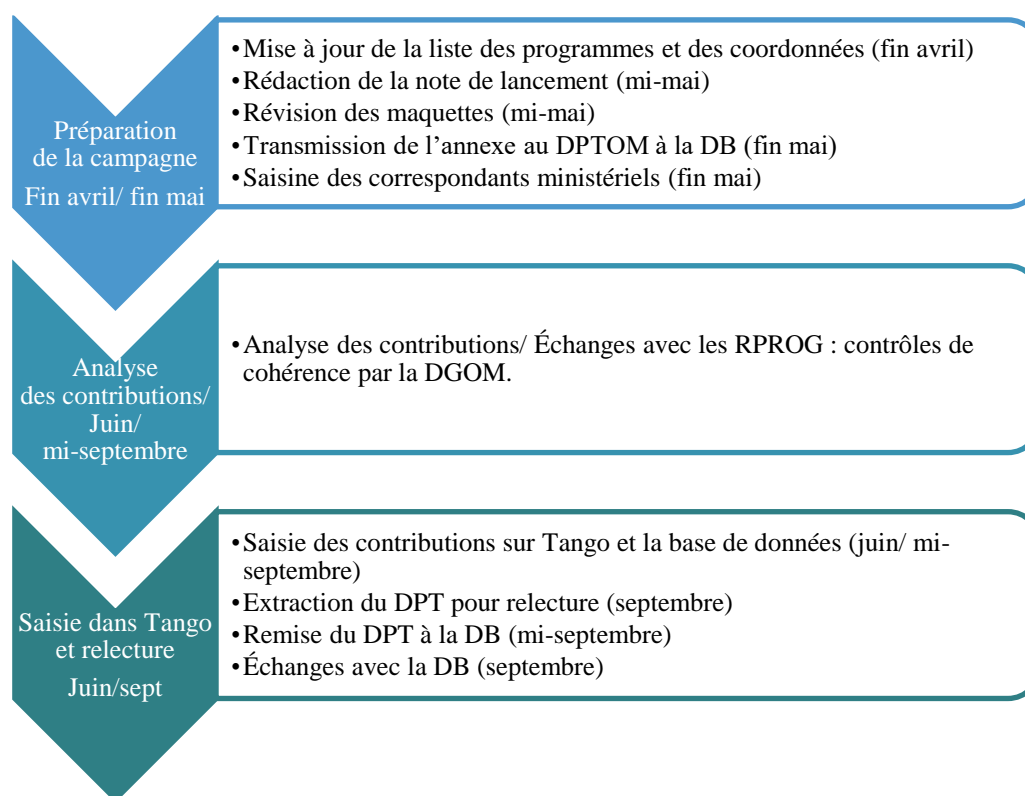 Préparation
de la campagne
Fin avril/ fin mai
•Mise à jour de la liste des programmes et des coordonnées (fin avril)
•Rédaction de la note de lancement (mi-mai)
•Révision des maquettes (mi-mai)
•Transmission de l’annexe au DPTOM à la DB (fin mai)
•Saisine des correspondants ministériels (fin mai)
Analyse
des contributions/
Juin/
mi-septembre
•Analyse des contributions/ Échanges avec les RPROG : contrôles de
cohérence par la DGOM.
Saisie dans Tango
et relecture
Juin/sept
•Saisie des contributions sur Tango et la base de données (juin/ mi-
septembre)
•Extraction du DPT pour relecture (septembre)
•Remise du DPT à la DB (mi-septembre)
•Échanges avec la DB (septembre)